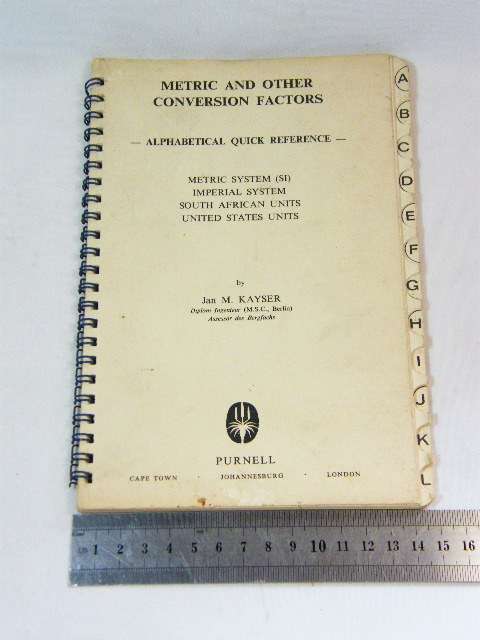 METRIC AND OTHER
CONVERSION FACTORS
— ALPHABETICAL QUICK REFERENCE —
METRIC SYSTEM (SI)
IMPERIAL SYSTEM
SOUTH AFRICAN UNITS
UNITED STATES UNITS
by
Jan M. KAYSER
Diplom Ingenieur (M.S.C., Berlin)
Assesor des Bergfachs
PURNELL
CAPE TOWN · JOHANNESBURG · LONDON
A
B
C
D
E
F
G
H
I
J
K
L
1 2 3 4 5 6 7 8 9 10 11 12 13 14 15 16